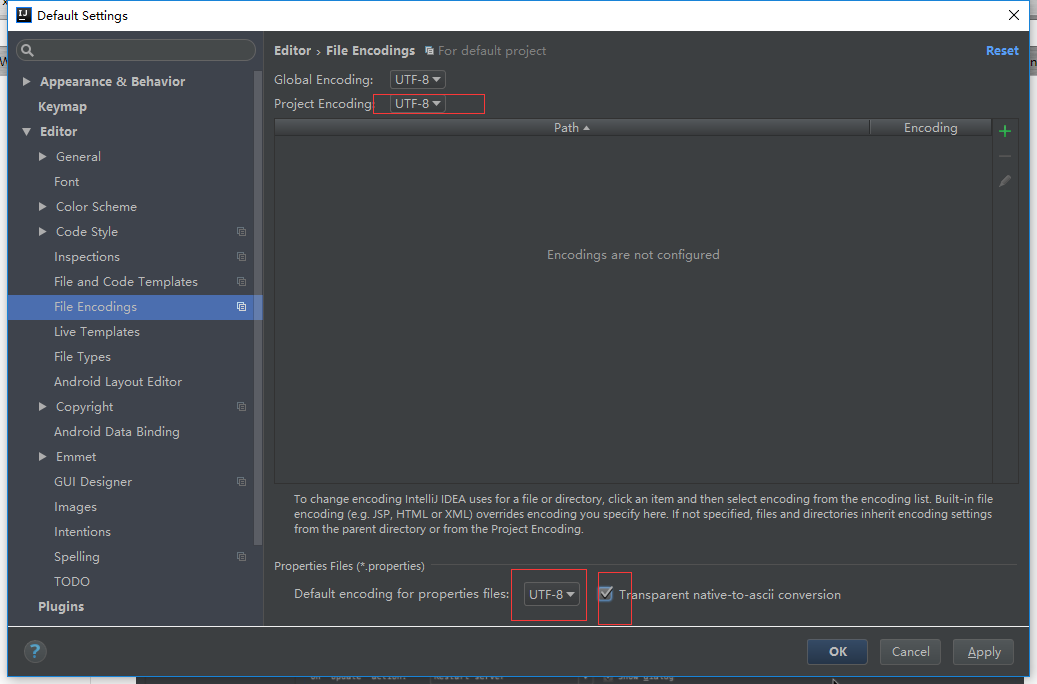 IJ Default Settings
Editor › File Encodings For default project Reset
Appearance & Behavior
Keymap
Editor
General
Font
Color Scheme
Code Style
Inspections
File and Code Templates
File Encodings
Live Templates
File Types
Android Layout Editor
Copyright
Android Data Binding
Emmet
GUI Designer
Images
Intentions
Spelling
TODO
Plugins
Global Encoding: UTF-8
Project Encoding: UTF-8
Path Encoding
Encodings are not configured
To change encoding IntelliJ IDEA uses for a file or directory, click an item and then select encoding from the encoding list. Built-in file
encoding (e.g. JSP, HTML or XML) overrides encoding you specify here. If not specified, files and directories inherit encoding settings
from the parent directory or from the Project Encoding.
Properties Files (*.properties)
Default encoding for properties files: UTF-8 Transparent native-to-ascii conversion
? OK Cancel Apply